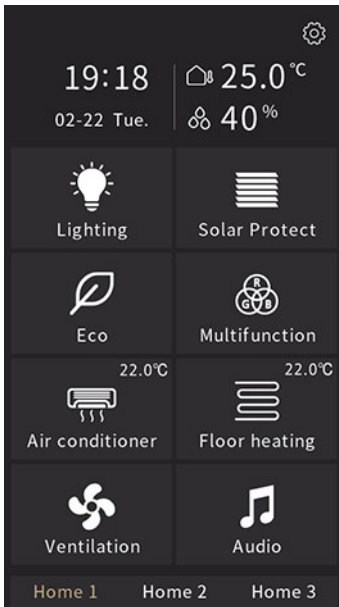 19:18
25.0°C
02-22 Tue.
40%
Lighting
Solar Protect
Eco
R
G B
Multifunction
22.0°C
22.0°C
Air conditioner
Floor heating
Ventilation
Audio
Home 1 Home 2 Home 3